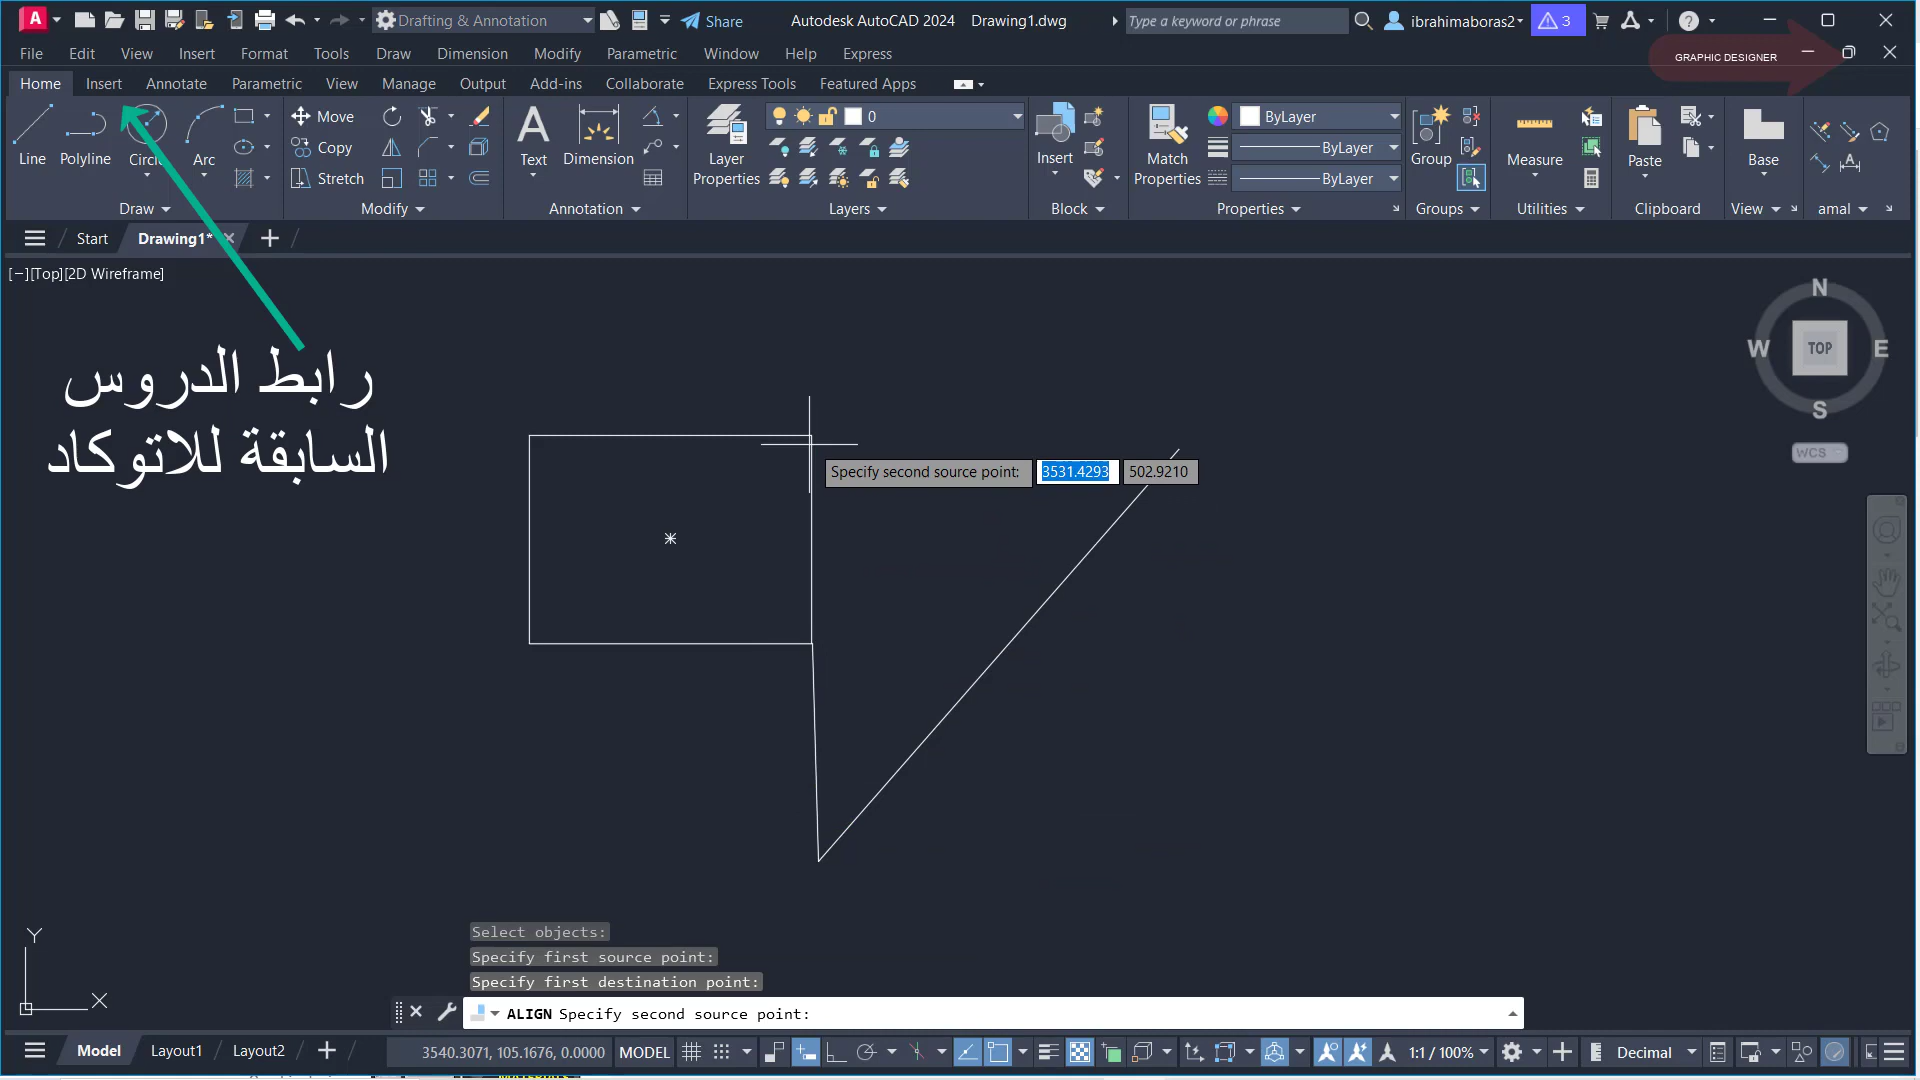 A
Drafting & Annotation
Share
Autodesk AutoCAD 2024 Drawing1.dwg
Type a keyword or phrase
ibrahimaboras2
3
File Edit View Insert Format Tools Draw Dimension Modify Parametric Window Help Express
GRAPHIC DESIGNER
Home Insert Annotate Parametric View Manage Output Add-ins Collaborate Express Tools Featured Apps
Line Polyline Circle Arc
Move
Copy
Stretch
Text Dimension
Layer Properties
0
Insert
Match Properties
ByLayer
ByLayer
ByLayer
Group
Measure
Paste
Base
Draw Modify Annotation Layers Block Properties Groups Utilities Clipboard View amal
Start Drawing1*
[−][Top][2D Wireframe]
رابط الدروس
السابقة للاتوكاد
N
W TOP E
S
WCS
Specify second source point: 3531.4293 502.9210
Y
X
Select objects:
Specify first source point:
Specify first destination point:
ALIGN Specify second source point:
Model Layout1 Layout2
3540.3071, 105.1676, 0.0000 MODEL
1:1 / 100%
Decimal